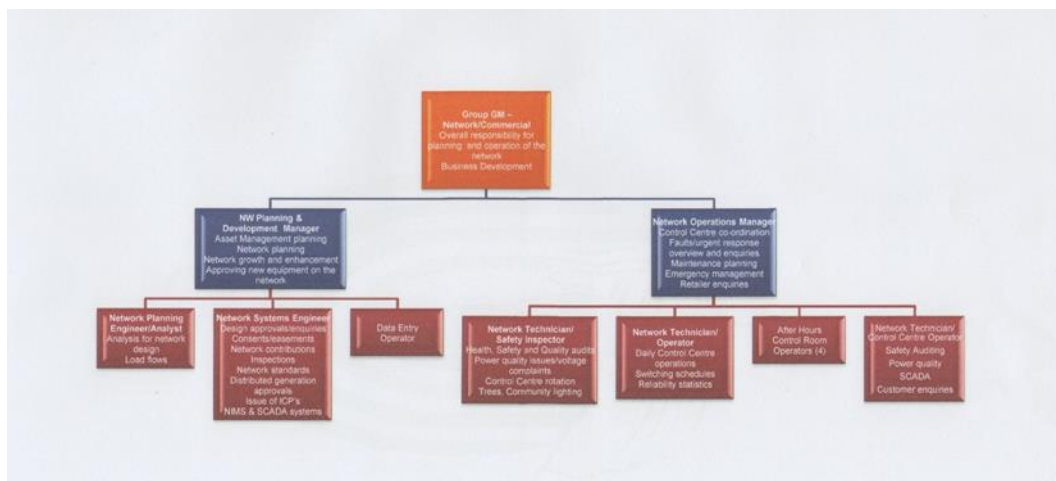 Group GM –
Network/Commercial
Overall responsibility for
planning and operation of the
network
Business Development
NW Planning &
Development Manager
Asset Management planning
Network planning
Network growth and enhancement
Approving new equipment on the
network
Network Operations Manager
Control Centre co-ordination
Faults/urgent response
overview and enquiries
Maintenance planning
Emergency management
Retailer enquiries
Network Planning
Engineer/Analyst
Analysis for network
design
Load flows
Network Systems Engineer
Design approvals/enquiries
Consents/easements
Network contributions
Inspections
Network standards
Distributed generation
approvals
Issue of ICP's
NIMS & SCADA systems
Data Entry
Operator
Network Technician/
Safety inspector
Health, Safety and Quality audits
Power quality issues/voltage
complaints
Control Centre rotation
Trees, Community lighting
Network Technician/
Operator
Daily Control Centre
operations
Switching schedules
Reliability statistics
After Hours
Control Room
Operators (4)
Network Technician/
Control Centre Operator
Safety Auditing
Power quality
SCADA
Customer enquiries